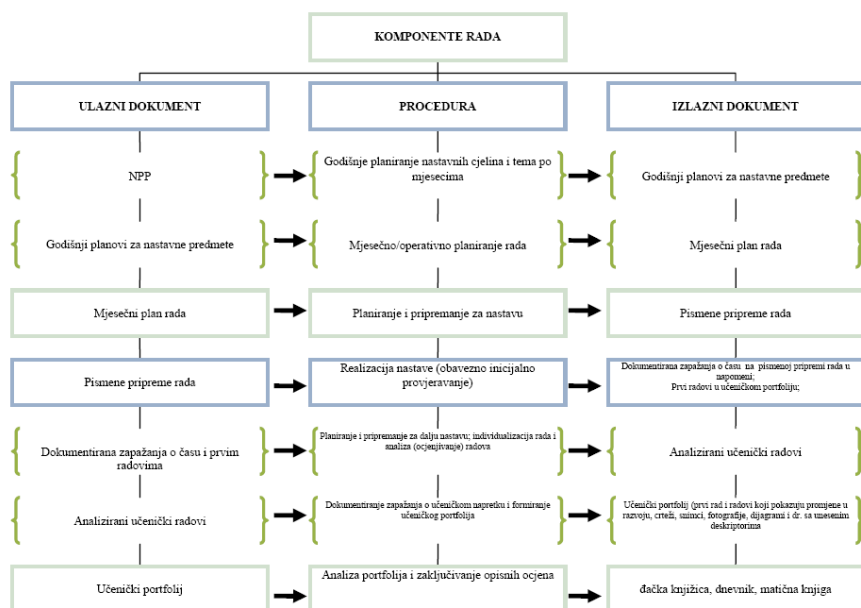 KOMPONENTE RADA
ULAZNI DOKUMENT
PROCEDURA
IZLAZNI DOKUMENT
NPP
Godišnje planiranje nastavnih cjelina i tema po
mjesecima
Godišnji planovi za nastavne predmete
Godišnji planovi za nastavne predmete
Mjesečno/operativno planiranje rada
Mjesečni plan rada
Mjesečni plan rada
Planiranje i pripremanje za nastavu
Pismene pripreme rada
Pismene pripreme rada
Realizacija nastave (obavezno inicijalno
provjeravanje)
Dokumentirana zapažanja o času na pismenoj pripremi rada u
napomeni;
Prvi radovi u učeničkom portfoliju;
Dokumentirana zapažanja o času i prvim
radovima
Planiranje i pripremanje za dalju nastavu; individualizacija rada i
analiza (ocjenjivanje) radova
Analizirani učenički radovi
Analizirani učenički radovi
Dokumentiranje zapažanja o učeničkom napretku i formiranje
učeničkog portfolija
Učenički portfolij (prvi rad i radovi koji pokazuju promjene u
razvoju, crteži, snimci, fotografije, dijagrami i dr. sa unesenim
deskriptorima
Učenički portfolij
Analiza portfolija i zaključivanje opisnih ocjena
đačka knjižica, dnevnik, matična knjiga